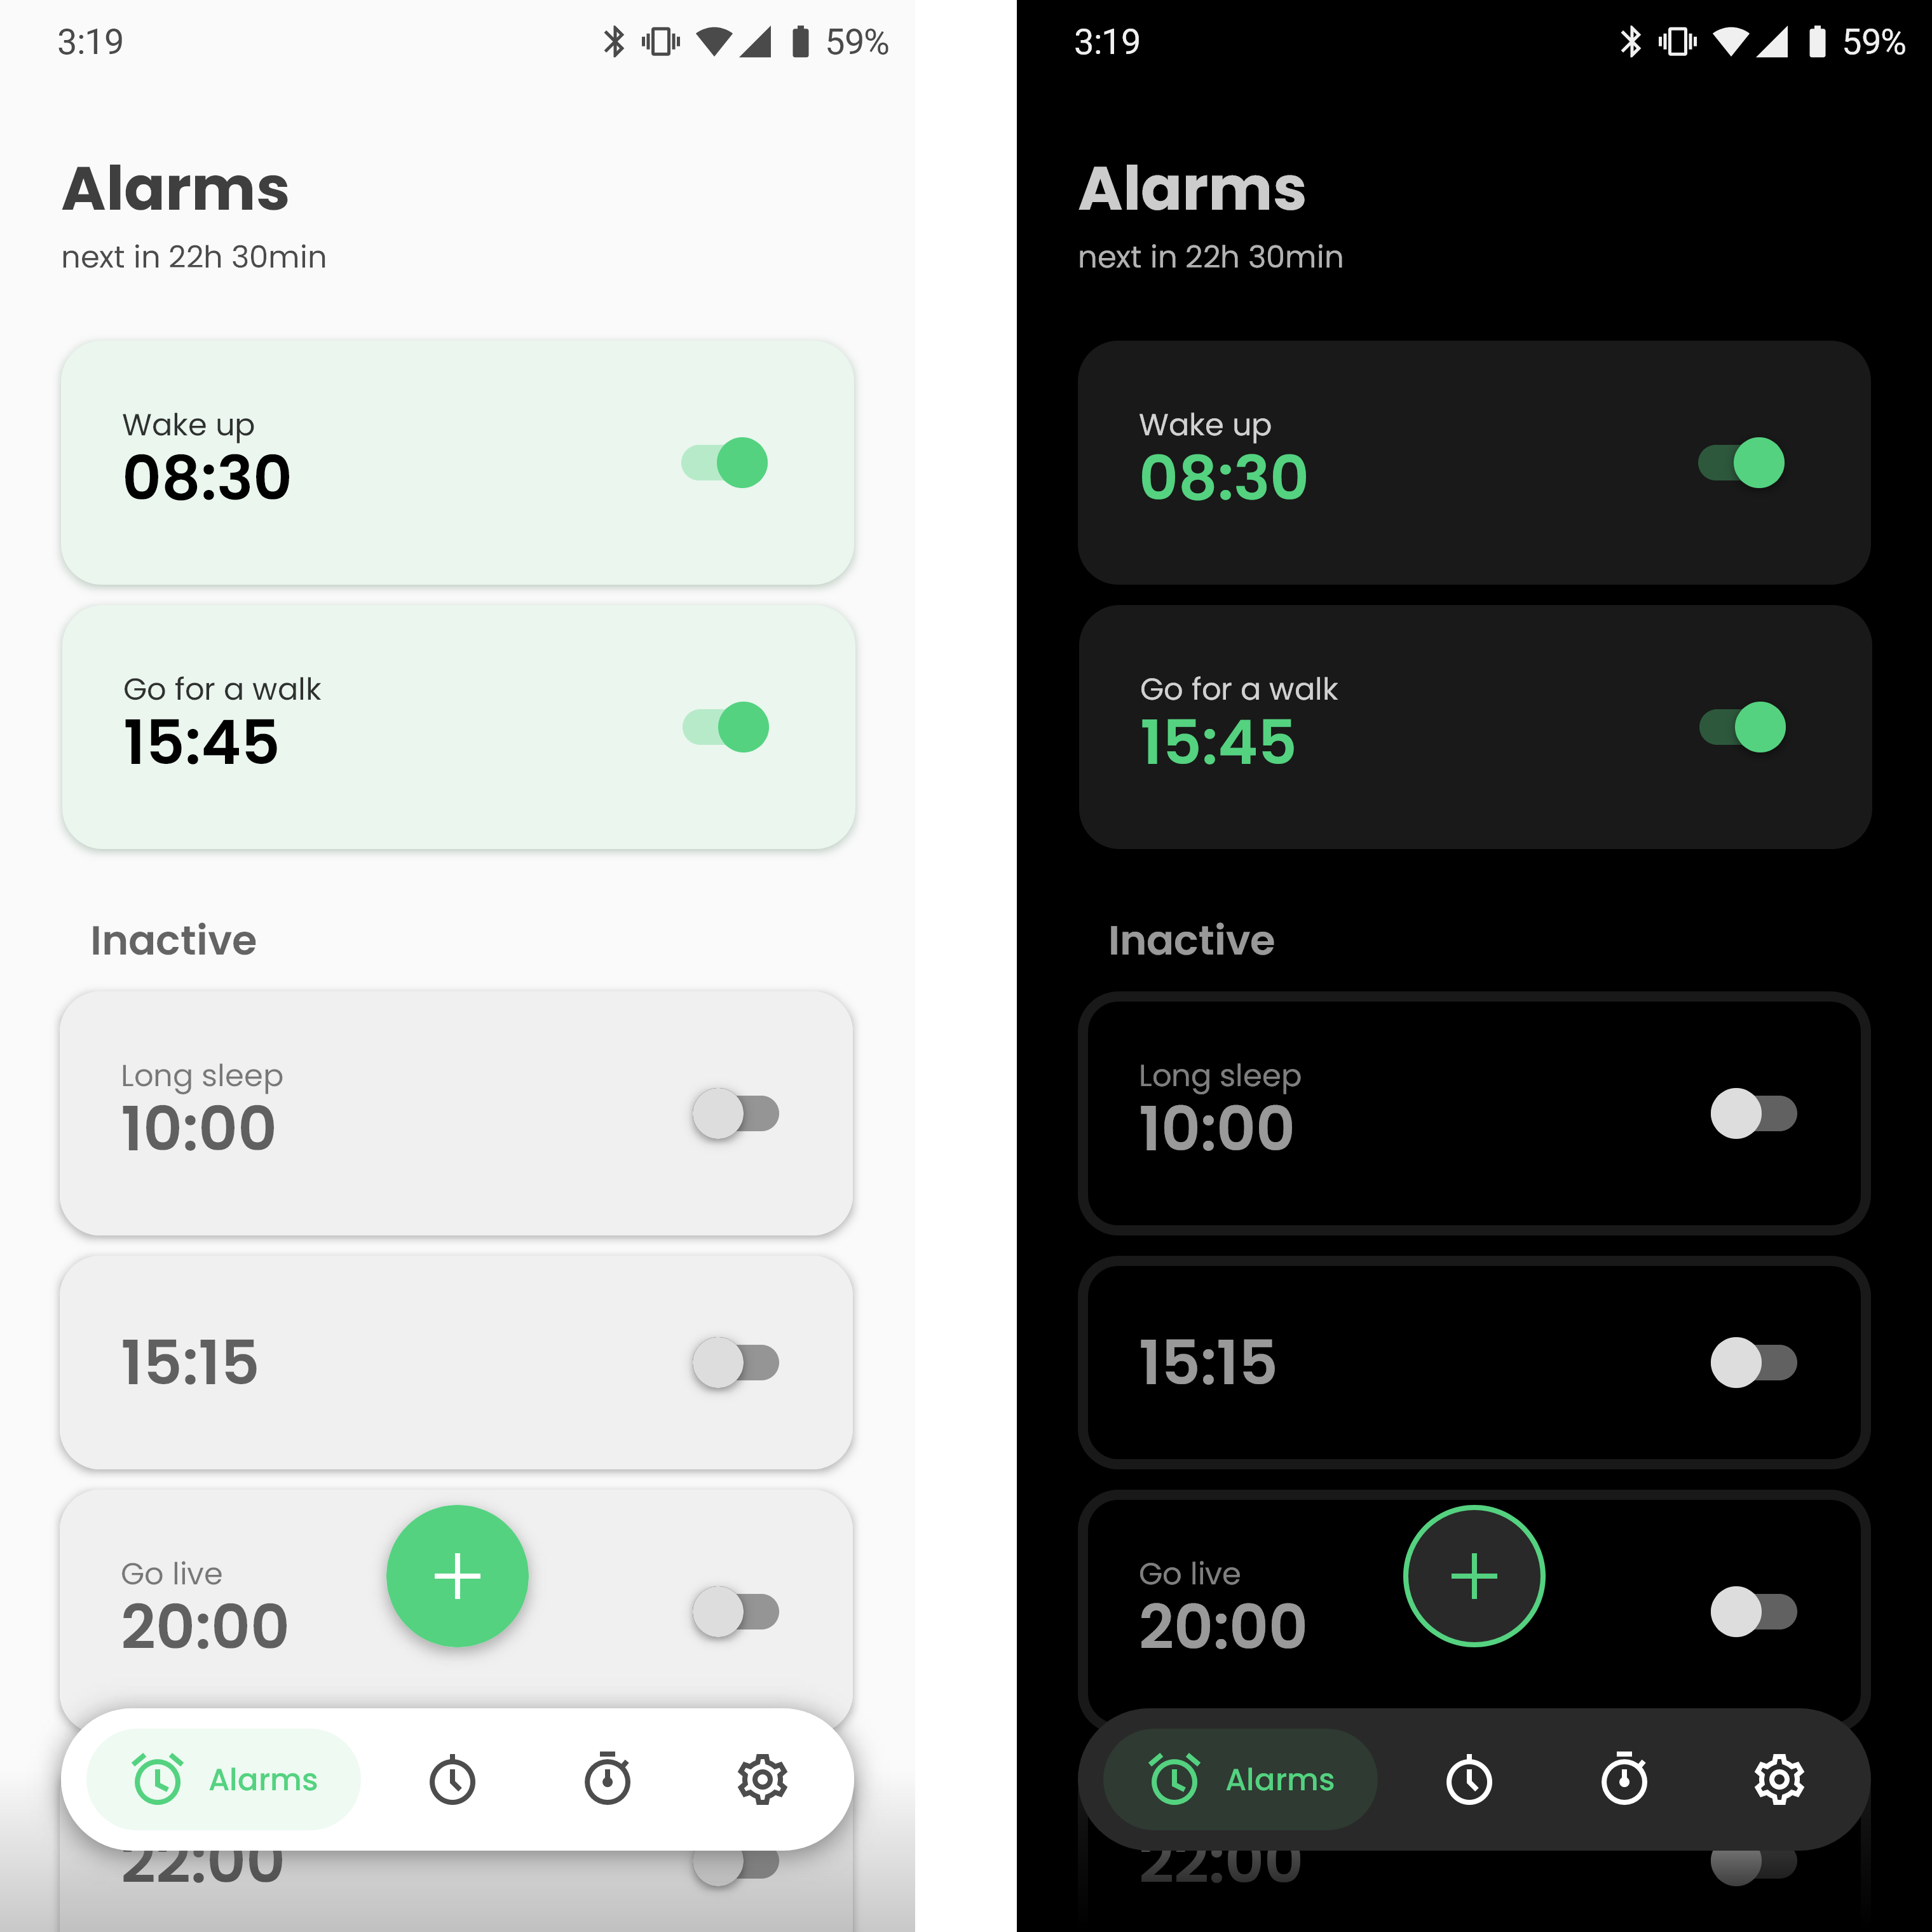 3:19
59%
Alarms
next in 22h 30min
Wake up
08:30
Go for a walk
15:45
Inactive
Long sleep
10:00
15:15
Go live
20:00
Alarms
22:00
3:19
59%
Alarms
next in 22h 30min
Wake up
08:30
Go for a walk
15:45
Inactive
Long sleep
10:00
15:15
Go live
20:00
Alarms
22:00